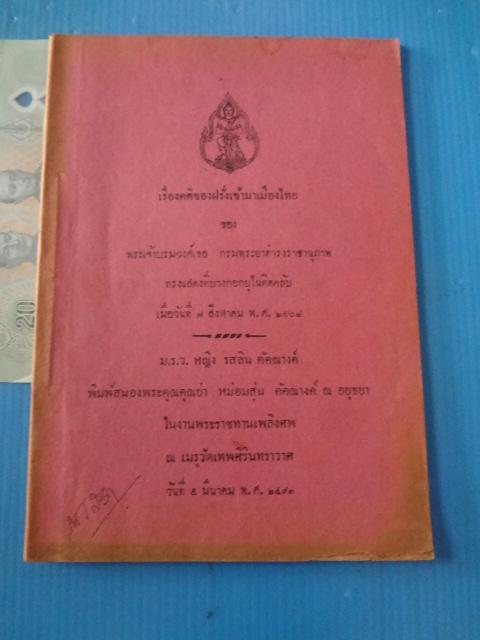 เรื่องคติของฝรั่งเข้ามาเมืองไทย
ของ
พระเจ้าบรมวงศ์เธอ กรมพระยาดำรงราชานุภาพ
ทรงแสดงที่บางกอกยุไนติดคลับ
เมื่อวันที่ ๗ สิงหาคม พ.ศ.
ม.ร.ว. หญิง รสลิน คัคณางค์
พิมพ์สนองพระคุณคุณย่า หม่อมสุ่น คัคณางค์ ณ อยุธยา
ในงานพระราชทานเพลิงศพ
ณ เมรุวัดเทพศิรินทราวาศ
วันที่ ๕ มีนาคม พ.ศ. ๒๔๙๓
20